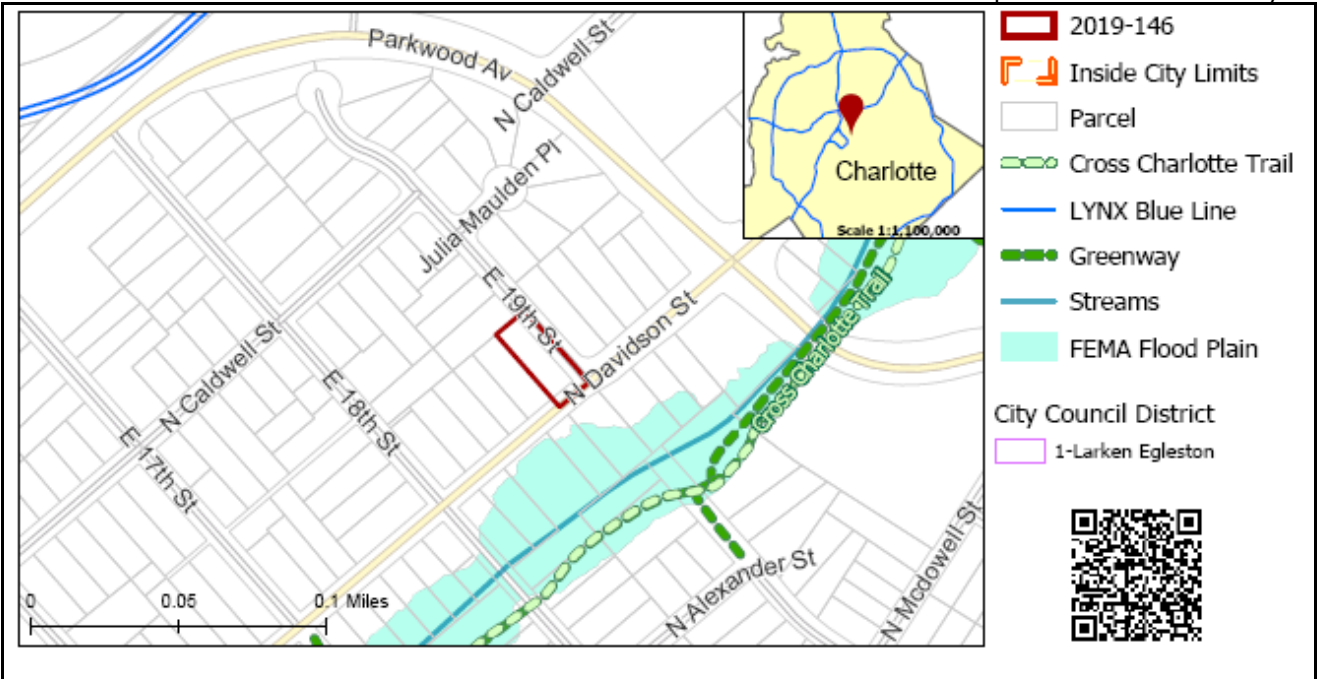 Parkwood Av
N Caldwell St
Julia Maulden Pl
E 19th St
N Davidson St
N Caldwell St
E 18th St
E 17th St
Cross Charlotte Trail
N Alexander St
N Mcdowell St
0 0.05 0.1 Miles
Charlotte
Scale 1:1,100,000
2019-146
Inside City Limits
Parcel
Cross Charlotte Trail
LYNX Blue Line
Greenway
Streams
FEMA Flood Plain
City Council District
1-Larken Egleston